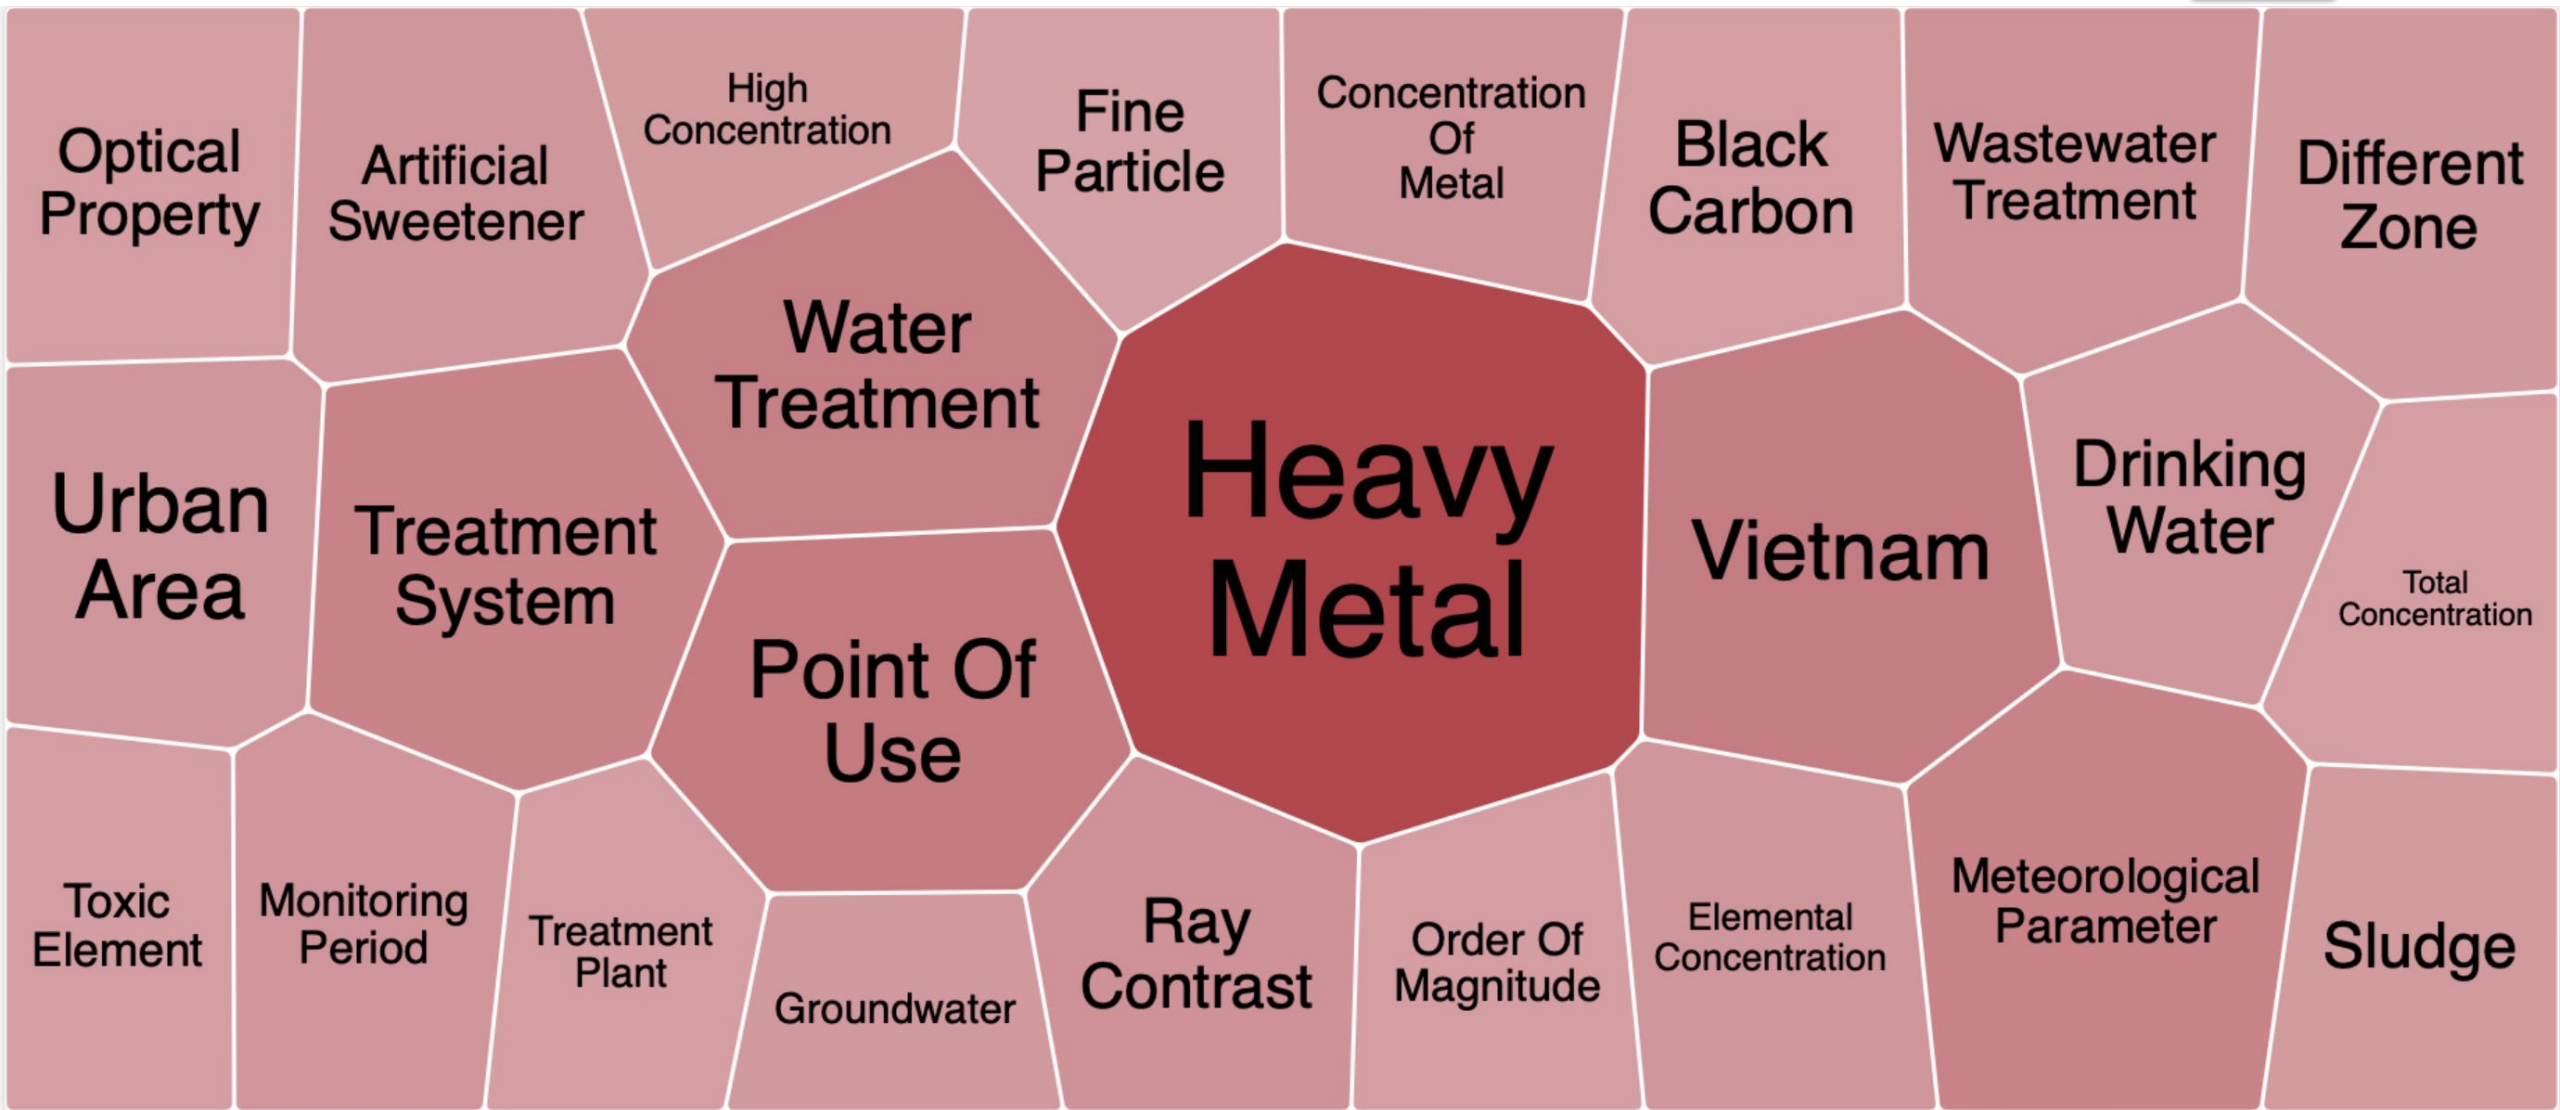 Optical
Property
Artificial
Sweetener
High
Concentration
Fine
Particle
Concentration
Of
Metal
Black
Carbon
Wastewater
Treatment
Different
Zone
Urban
Area
Treatment
System
Water
Treatment
Point Of
Use
Heavy
Metal
Vietnam
Drinking
Water
Total
Concentration
Toxic
Element
Monitoring
Period
Treatment
Plant
Groundwater
Ray
Contrast
Order Of
Magnitude
Elemental
Concentration
Meteorological
Parameter
Sludge